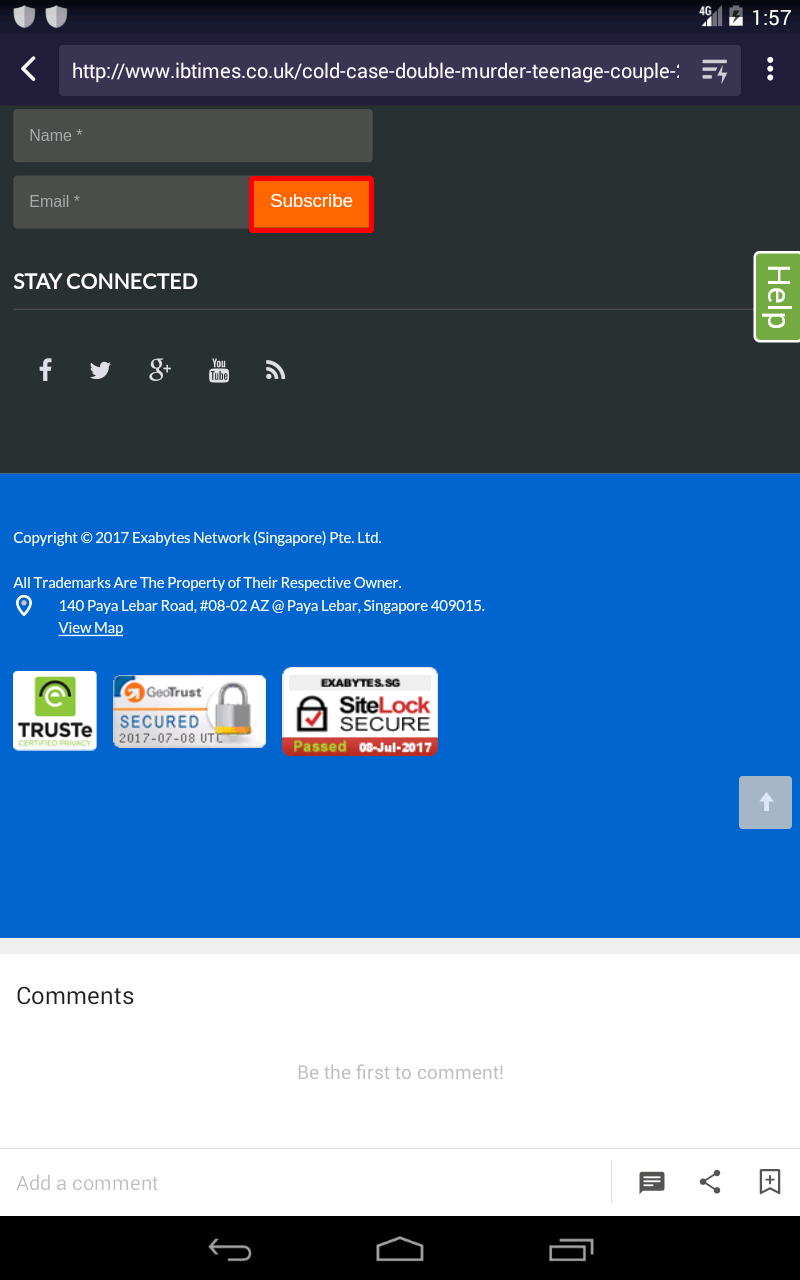 4G 1:57
http://www.ibtimes.co.uk/cold-case-double-murder-teenage-couple-2
Name *
Email *
Subscribe
Help
STAY CONNECTED
You
Tube
Copyright © 2017 Exabytes Network (Singapore) Pte. Ltd.
All Trademarks Are The Property of Their Respective Owner.
140 Paya Lebar Road, #08-02 AZ @ Paya Lebar, Singapore 409015.
View Map
TRUSTe
CERTIFIED PRIVACY
GeoTrust
SECURED
2017-07-08 UTC
EXABYTES.SG
SiteLock
SECURE
Passed 08-Jul-2017
Comments
Be the first to comment!
Add a comment